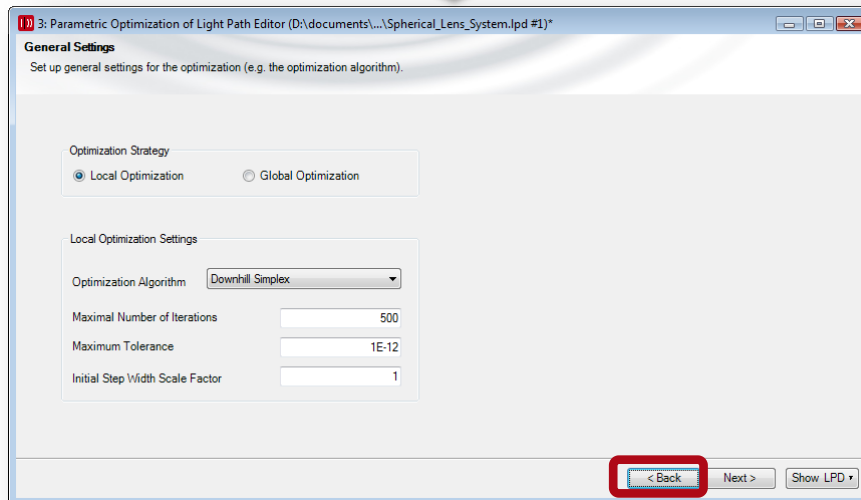 3: Parametric Optimization of Light Path Editor (D:\documents\...\Spherical_Lens_System.lpd #1)*
General Settings
Set up general settings for the optimization (e.g. the optimization algorithm).
Optimization Strategy
Local Optimization Global Optimization
Local Optimization Settings
Optimization Algorithm Downhill Simplex
Maximal Number of Iterations 500
Maximum Tolerance 1E-12
Initial Step Width Scale Factor 1
< Back Next > Show LPD